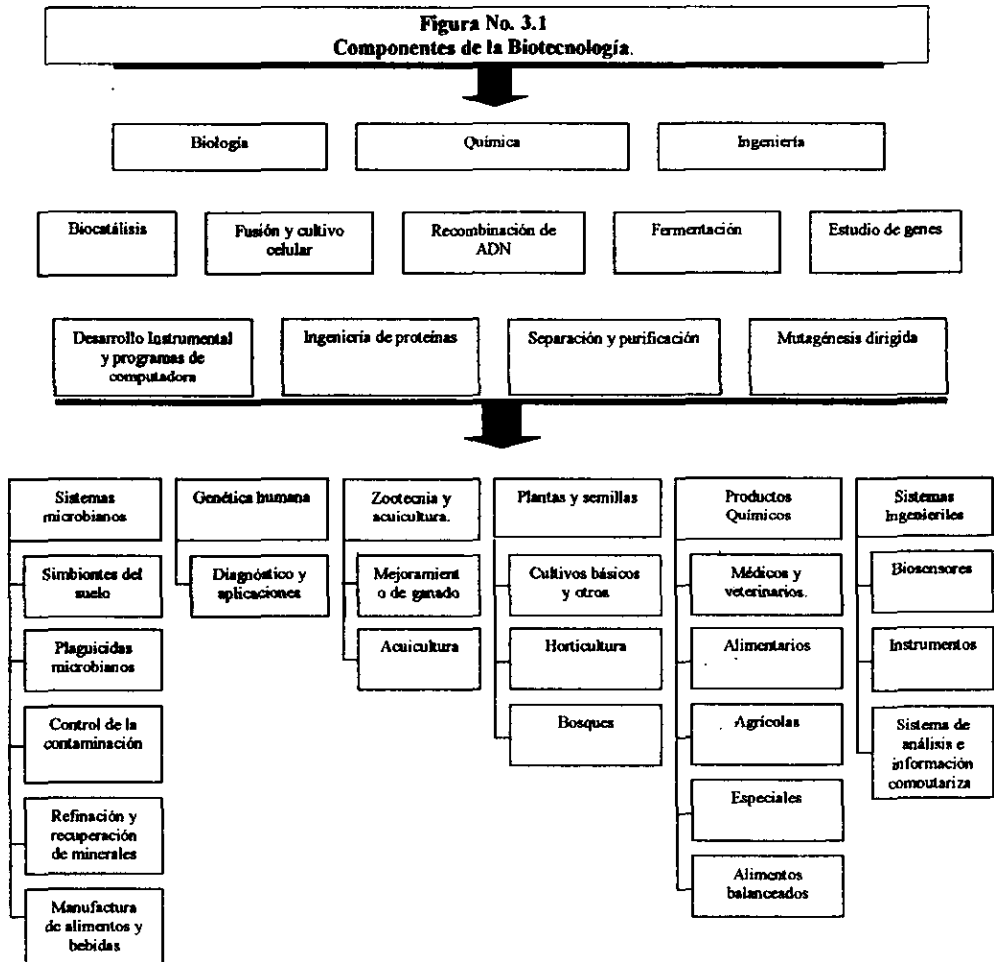 Figura No. 3.1
Componentes de la Biotecnología.
Biología
Química
Ingeniería
Biocatálisis
Fusión y cultivo
celular
Recombinación de
ADN
Fermentación
Estudio de genes
Desarrollo Instrumental
y programas de
computadora
Ingeniería de proteínas
Separación y purificación
Mutagénesis dirigida
Sistemas
microbianos
Simbiontes del
suelo
Plaguicidas
microbianos
Control de la
contaminación
Refinación y
recuperación
de minerales
Manufactura
de alimentos y
bebidas
Genética humana
Diagnóstico y
aplicaciones
Zootecnia y
acuicultura.
Mejoramient
o de ganado
Acuicultura
Plantas y semillas
Cultivos básicos
y otros
Horticultura
Bosques
Productos
Químicos
Médicos y
veterinarios.
Alimentarios
Agrícolas
Especiales
Alimentos
balanceados
Sistemas
Ingenieriles
Biosensores
Instrumentos
Sistema de
análisis e
información
comoutariza